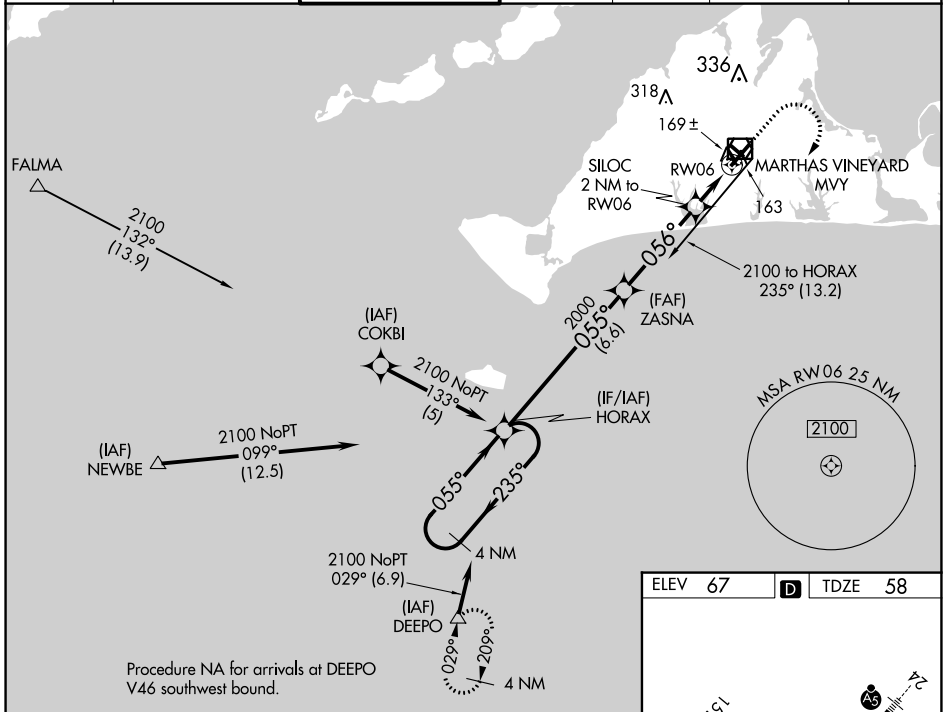 336
318
169±
FALMA
SILOC
2 NM to
RW06
RW06
MARTHAS VINEYARD
MVY
163
2100
132°
(13.9)
056°
2100 to HORAX
235° (13.2)
(FAF)
ZASNA
2000
055°
(6.6)
(IAF)
COKBI
2100 NoPT
133°
(5)
(IF/IAF)
HORAX
MSA RW06 25 NM
2100
(IAF)
NEWBE
2100 NoPT
099°
(12.5)
055°
235°
4 NM
2100 NoPT
029° (6.9)
(IAF)
DEEPO
029°
209°
4 NM
Procedure NA for arrivals at DEEPO
V46 southwest bound.
ELEV 67
D
TDZE 58
24
A5